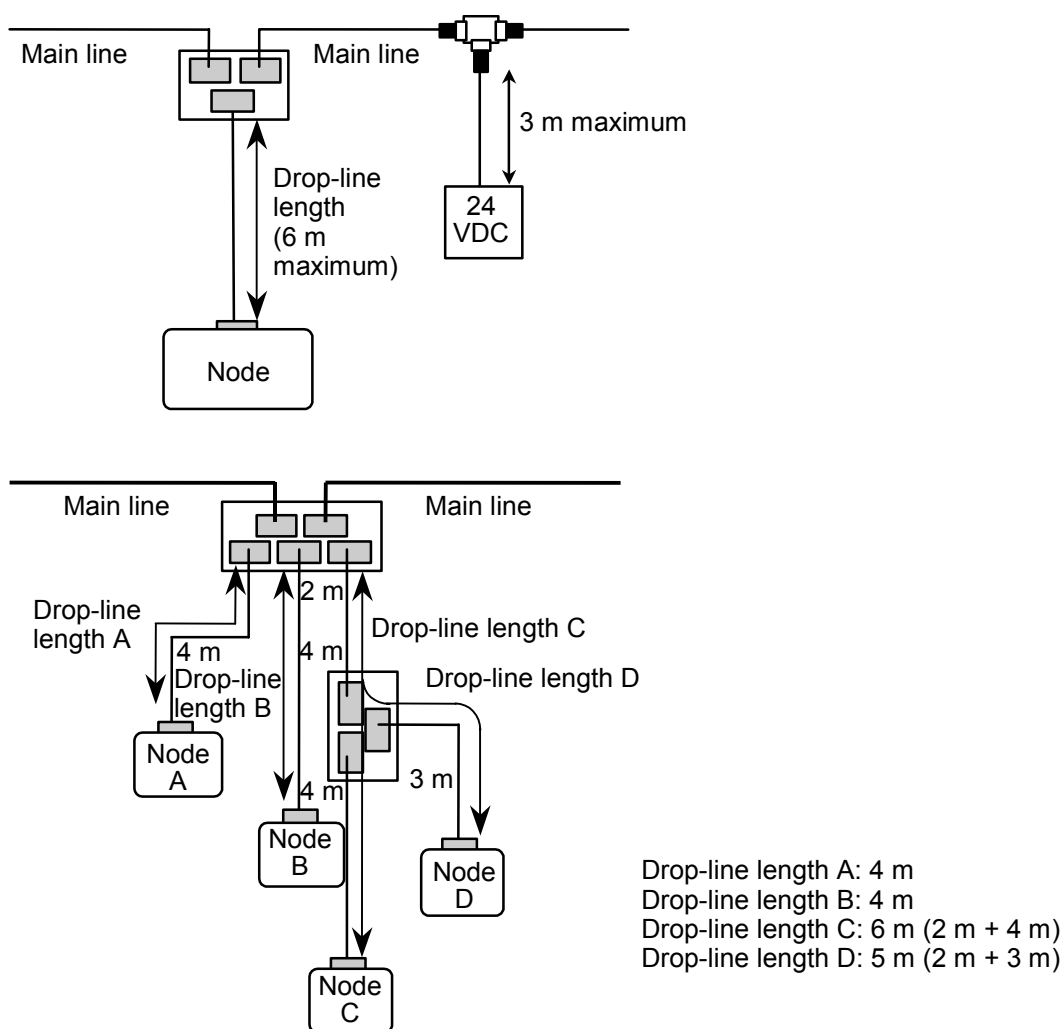 Main line
Main line
3 m maximum
Drop-line
length
(6 m
maximum)
24
VDC
Node
Main line
Main line
2 m
Drop-line
length A
Drop-line length C
4 m
4 m
Drop-line
length B
Drop-line length D
Node
A
4 m
3 m
Node
B
Node
D
Node
C
Drop-line length A: 4 m
Drop-line length B: 4 m
Drop-line length C: 6 m (2 m + 4 m)
Drop-line length D: 5 m (2 m + 3 m)